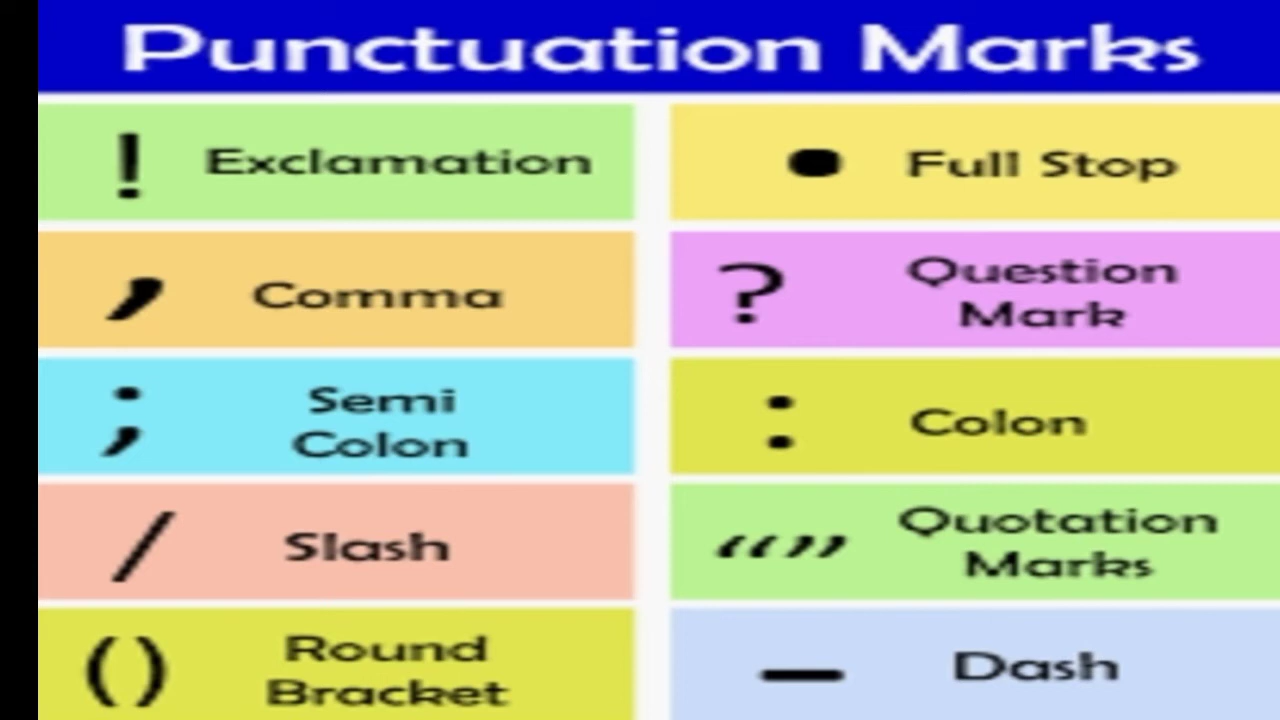 Punctuation Marks
! Exclamation
• Full Stop
, Comma
? Question
Mark
; Semi
Colon
: Colon
/ Slash
“” Quotation
Marks
() Round
Bracket
– Dash